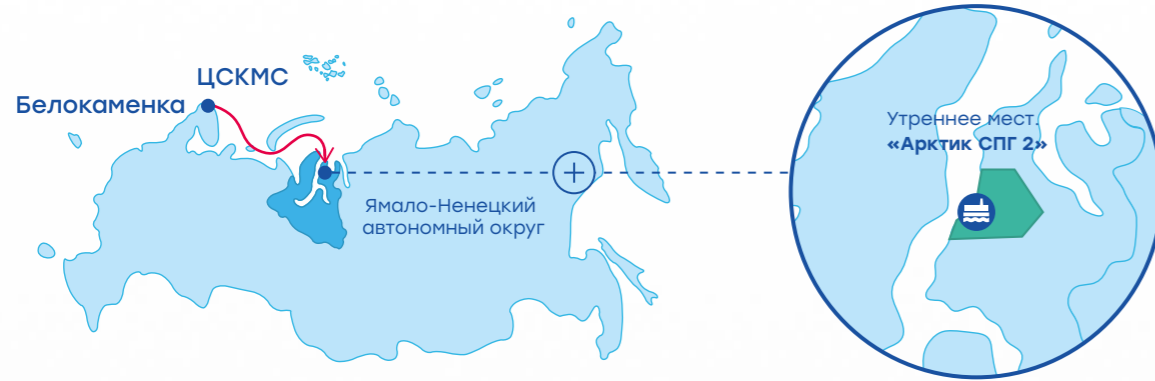 ЦСКМС
Белокаменка
Ямало-Ненецкий
автономный округ
Утреннее мест.
«Арктик СПГ 2»